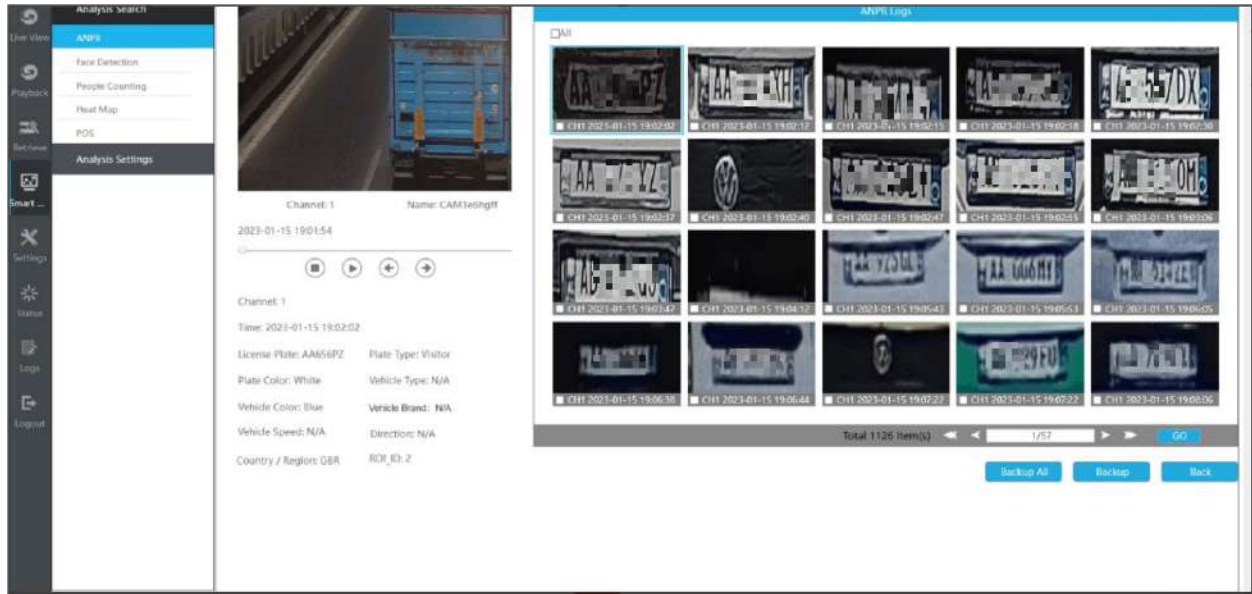 Live View
Playback
Retrieve
Smart ...
Settings
Status
Logs
Logout
Analysis Search
ANPR
Face Detection
People Counting
Heat Map
POS
Analysis Settings
Channel: 1 Name: CAM1e6hgff
2023-01-15 19:01:54
Channel: 1
Time: 2023-01-15 19:02:02
License Plate: AA656PZ Plate Type: Visitor
Plate Color: White Vehicle Type: N/A
Vehicle Color: Blue Vehicle Brand: N/A
Vehicle Speed: N/A Direction: N/A
Country / Region: GBR ROI_ID: 2
ANPR Logs
All
CH1 2023-01-15 19:02:02 CH1 2023-01-15 19:02:12 CH1 2023-01-15 19:02:15 CH1 2023-01-15 19:02:18 CH1 2023-01-15 19:02:30
CH1 2023-01-15 19:02:37 CH1 2023-01-15 19:02:40 CH1 2023-01-15 19:02:47 CH1 2023-01-15 19:02:55 CH1 2023-01-15 19:03:06
CH1 2023-01-15 19:03:47 CH1 2023-01-15 19:04:12 CH1 2023-01-15 19:05:43 CH1 2023-01-15 19:05:53 CH1 2023-01-15 19:06:05
CH1 2023-01-15 19:06:30 CH1 2023-01-15 19:06:44 CH1 2023-01-15 19:07:22 CH1 2023-01-15 19:07:22 CH1 2023-01-15 19:08:06
Total 1126 Item(s) 1/57 GO
Backup All Backup Back